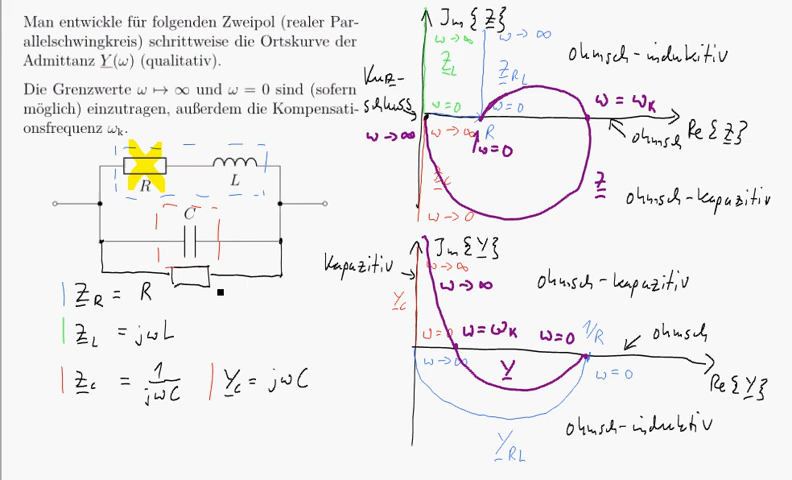 Man entwickle für folgenden Zweipol (realer Par-
allelschwingkreis) schrittweise die Ortskurve der
Admittanz Y(ω) (qualitativ).
Die Grenzwerte ω ↦ ∞ und ω = 0 sind (sofern
möglich) einzutragen, außerdem die Kompensati-
onsfrequenz ωk.
R
L
C
Z_R = R
Z_L = jωL
Z_C = 1/jωC
Y_C = jωC
Im{Z}
ω→∞
ω→∞
Z_L
Z_RL
ohmsch-induktiv
Kurz-
schluss
ω=0
ω=0
ω=ωK
ω→∞
ω→∞
R
ω=0
ohmsch
Re{Z}
Z_C
Z
ohmsch-kapazitiv
ω→0
Im{Y}
Kapazitiv
ω→∞
ω→∞
ohmsch-kapazitiv
Y_C
ω=0
ω=ωK
ω=0
1/R
ohmsch
ω→∞
Y
ω=0
Re{Y}
ohmsch-induktiv
Y_RL